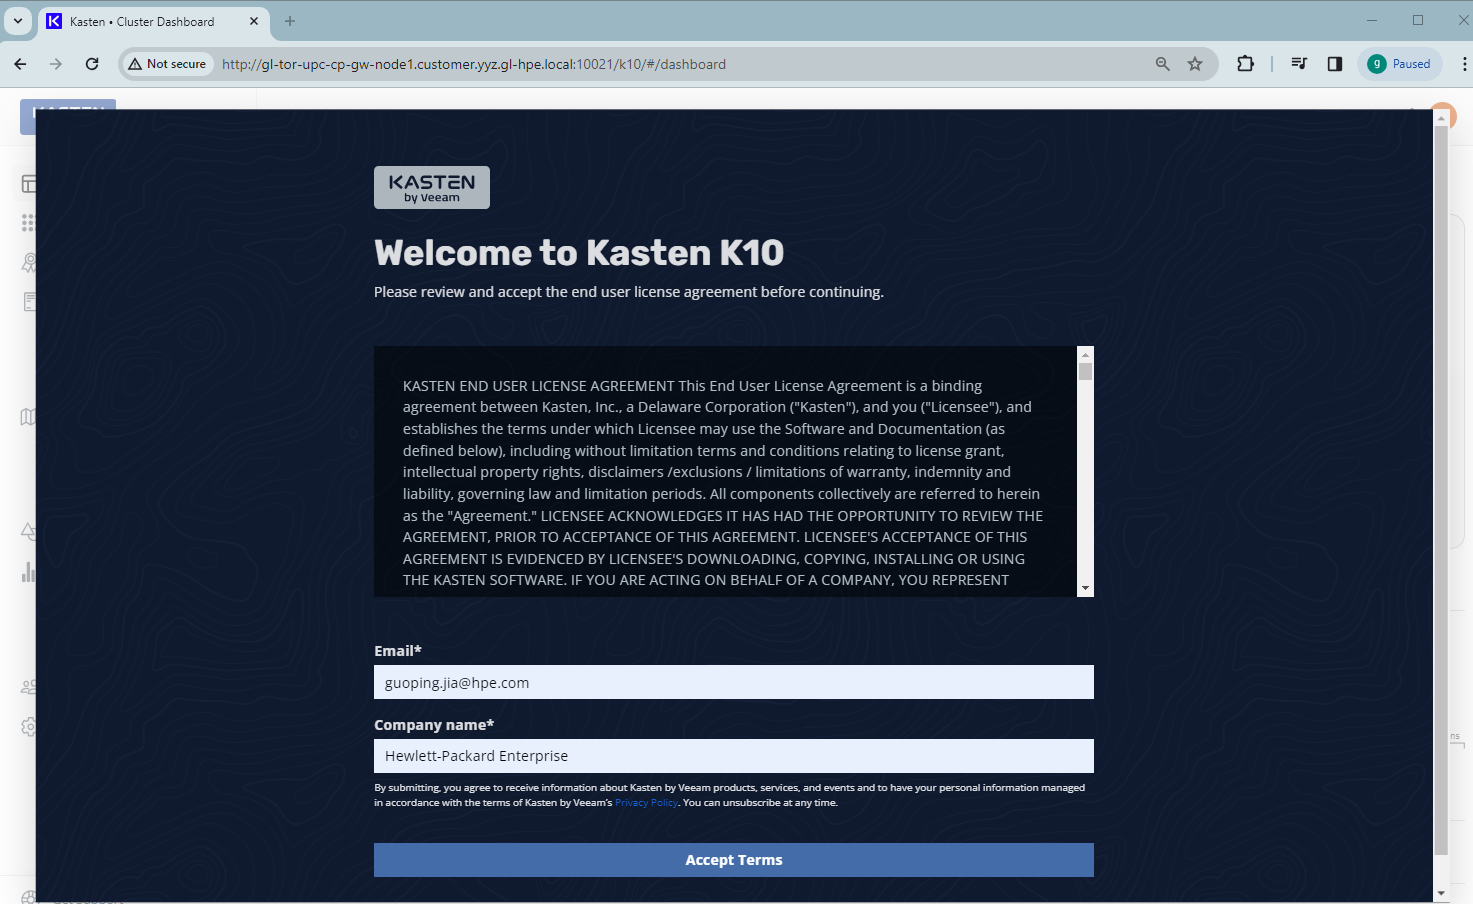 Kasten • Cluster Dashboard
Not secure
http://gl-tor-upc-cp-gw-node1.customer.yyz.gl-hpe.local:10021/k10/#/dashboard
g
Paused
KASTEN
by Veeam
Welcome to Kasten K10
Please review and accept the end user license agreement before continuing.
KASTEN END USER LICENSE AGREEMENT This End User License Agreement is a binding
agreement between Kasten, Inc., a Delaware Corporation ("Kasten"), and you ("Licensee"), and
establishes the terms under which Licensee may use the Software and Documentation (as
defined below), including without limitation terms and conditions relating to license grant,
intellectual property rights, disclaimers /exclusions / limitations of warranty, indemnity and
liability, governing law and limitation periods. All components collectively are referred to herein
as the "Agreement." LICENSEE ACKNOWLEDGES IT HAS HAD THE OPPORTUNITY TO REVIEW THE
AGREEMENT, PRIOR TO ACCEPTANCE OF THIS AGREEMENT. LICENSEE'S ACCEPTANCE OF THIS
AGREEMENT IS EVIDENCED BY LICENSEE'S DOWNLOADING, COPYING, INSTALLING OR USING
THE KASTEN SOFTWARE. IF YOU ARE ACTING ON BEHALF OF A COMPANY, YOU REPRESENT
Email*
guoping.jia@hpe.com
Company name*
Hewlett-Packard Enterprise
By submitting, you agree to receive information about Kasten by Veeam products, services, and events and to have your personal information managed
in accordance with the terms of Kasten by Veeam's Privacy Policy. You can unsubscribe at any time.
Accept Terms